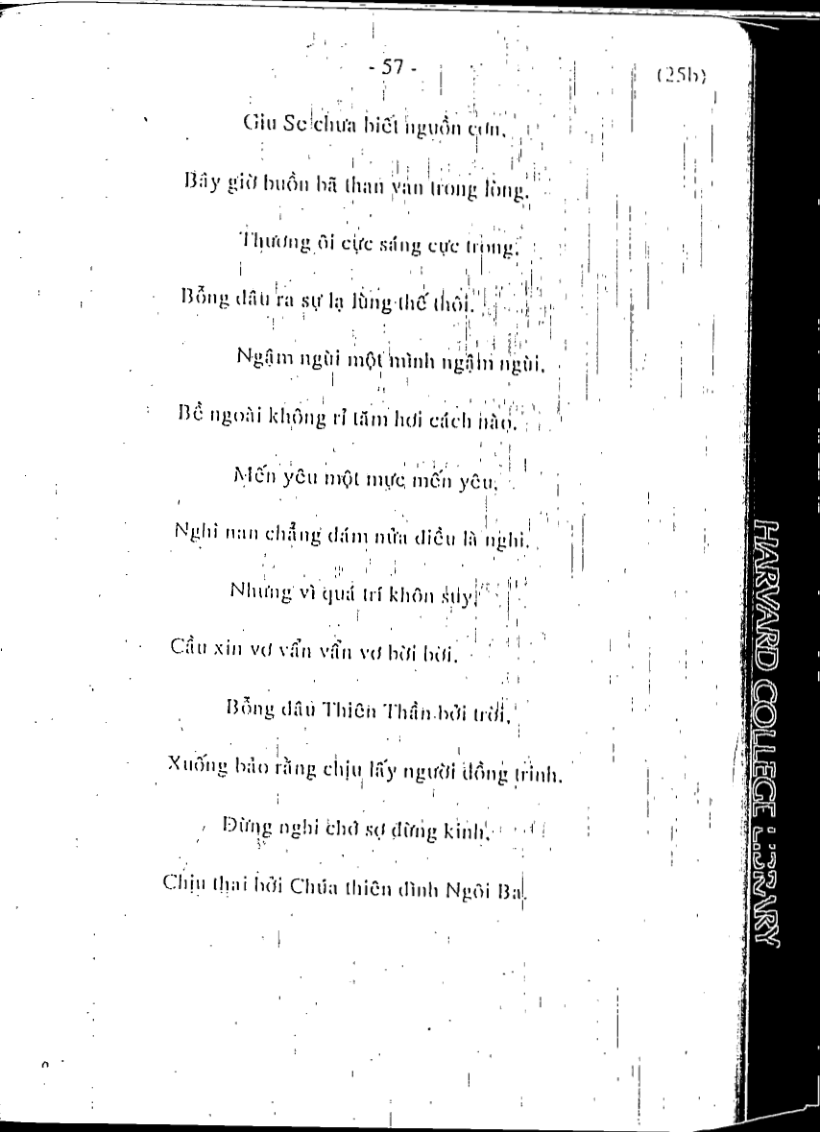 - 57 -
(25b)
Giu Se chưa biết nguồn cơn,
Bây giờ buồn bã than van trong lòng.
Thương ôi cực sáng cực trong,
Bỗng đâu ra sự lạ lùng thế thôi.
Ngậm ngùi một mình ngậm ngùi,
Bề ngoài không rỉ tăm hơi cách nào.
Mến yêu một mực mến yêu,
Nghi nan chẳng dám nửa điều là nghi.
Nhưng vì quá trí khôn suy,
Cầu xin vơ vẩn vẩn vơ bời bời.
Bỗng đâu Thiên Thần bởi trời,
Xuống bảo rằng chịu lấy người đồng trinh.
Đừng nghi chớ sợ đừng kinh,
Chịu thai bởi Chúa thiên đình Ngôi Ba.
HARVARD COLLEGE LIBRARY